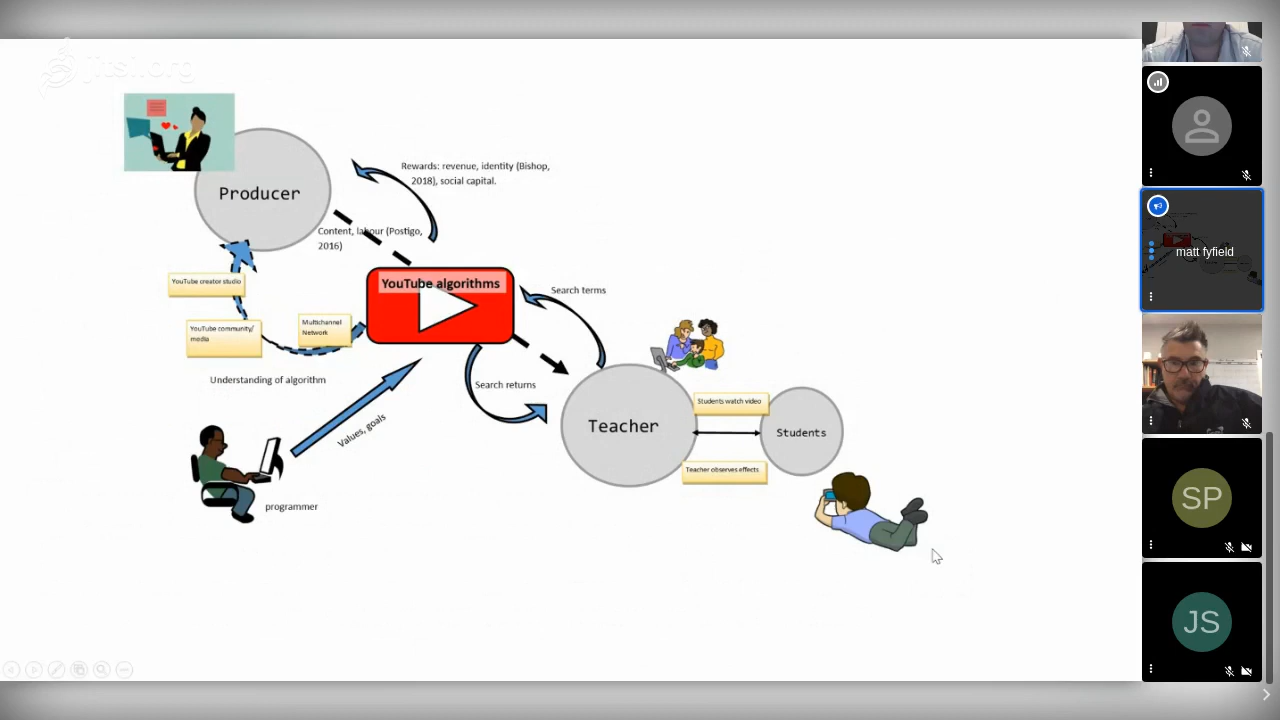 jitsi.org
Producer
Rewards: revenue, identity (Bishop,
2018), social capital.
Content, labour (Postigo,
2016)
YouTube creator studio
YouTube algorithms
Search terms
Multichannel
Network
YouTube community/
media
Understanding of algorithm
Search returns
Values, goals
programmer
Teacher
Students watch video
Students
Teacher observes effects
matt fyfield
SP
JS